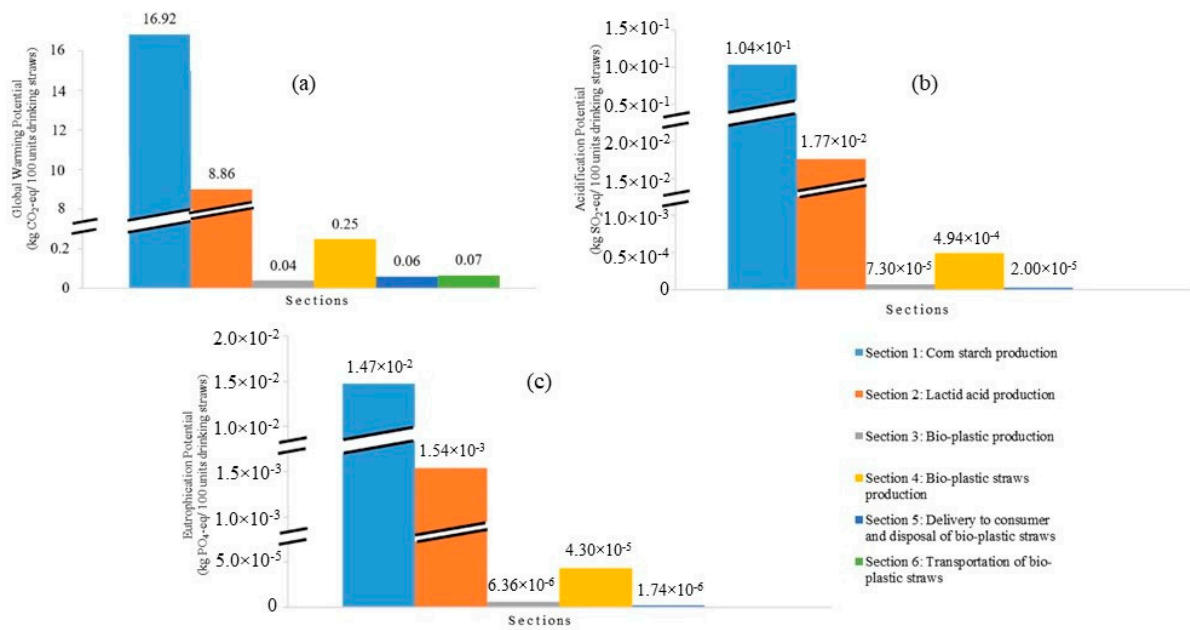 16.92
16
14
12
10
8
0.2
0
Global Warming Potential
(kg CO₂-eq/ 100 units drinking straws)
(a)
8.86
0.04
0.25
0.06
0.07
Sections
1.5×10⁻¹
1.0×10⁻¹
0.5×10⁻¹
2.0×10⁻²
1.5×10⁻²
1.0×10⁻³
0.5×10⁻⁴
0
Acidification Potential
(kg SO₂-eq/ 100 units drinking straws)
1.04×10⁻¹
(b)
1.77×10⁻²
7.30×10⁻⁵
4.94×10⁻⁴
2.00×10⁻⁵
Sections
2.0×10⁻²
1.5×10⁻²
1.0×10⁻²
1.5×10⁻³
1.0×10⁻³
5.0×10⁻⁵
0
Eutrophication Potential
(kg PO₄-eq/ 100 units drinking straws)
1.47×10⁻²
(c)
1.54×10⁻³
6.36×10⁻⁶
4.30×10⁻⁵
1.74×10⁻⁶
Sections
Section 1: Corn starch production
Section 2: Lactid acid production
Section 3: Bio-plastic production
Section 4: Bio-plastic straws
production
Section 5: Delivery to consumer
and disposal of bio-plastic straws
Section 6: Transportation of bio-
plastic straws